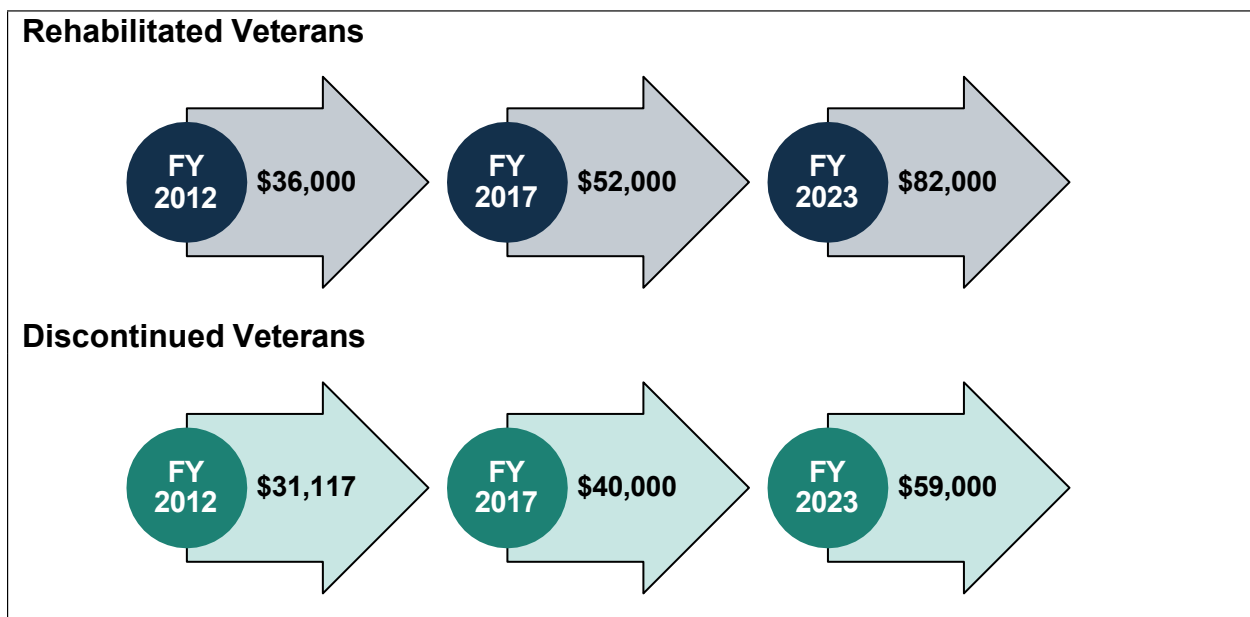 Rehabilitated Veterans
FY
2012
$36,000
FY
2017
$52,000
FY
2023
$82,000
Discontinued Veterans
FY
2012
$31,117
FY
2017
$40,000
FY
2023
$59,000